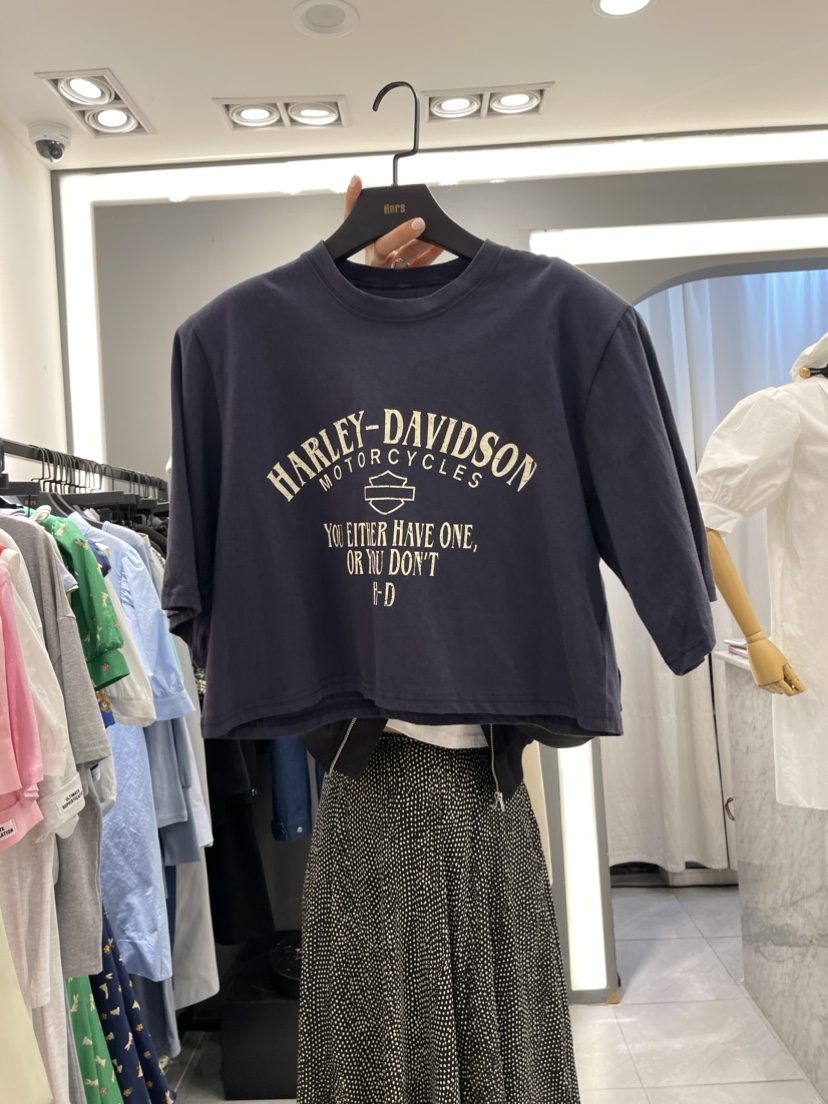 Hers
HARLEY-DAVIDSON
MOTORCYCLES
YOU EITHER HAVE ONE,
OR YOU DON'T
H-D